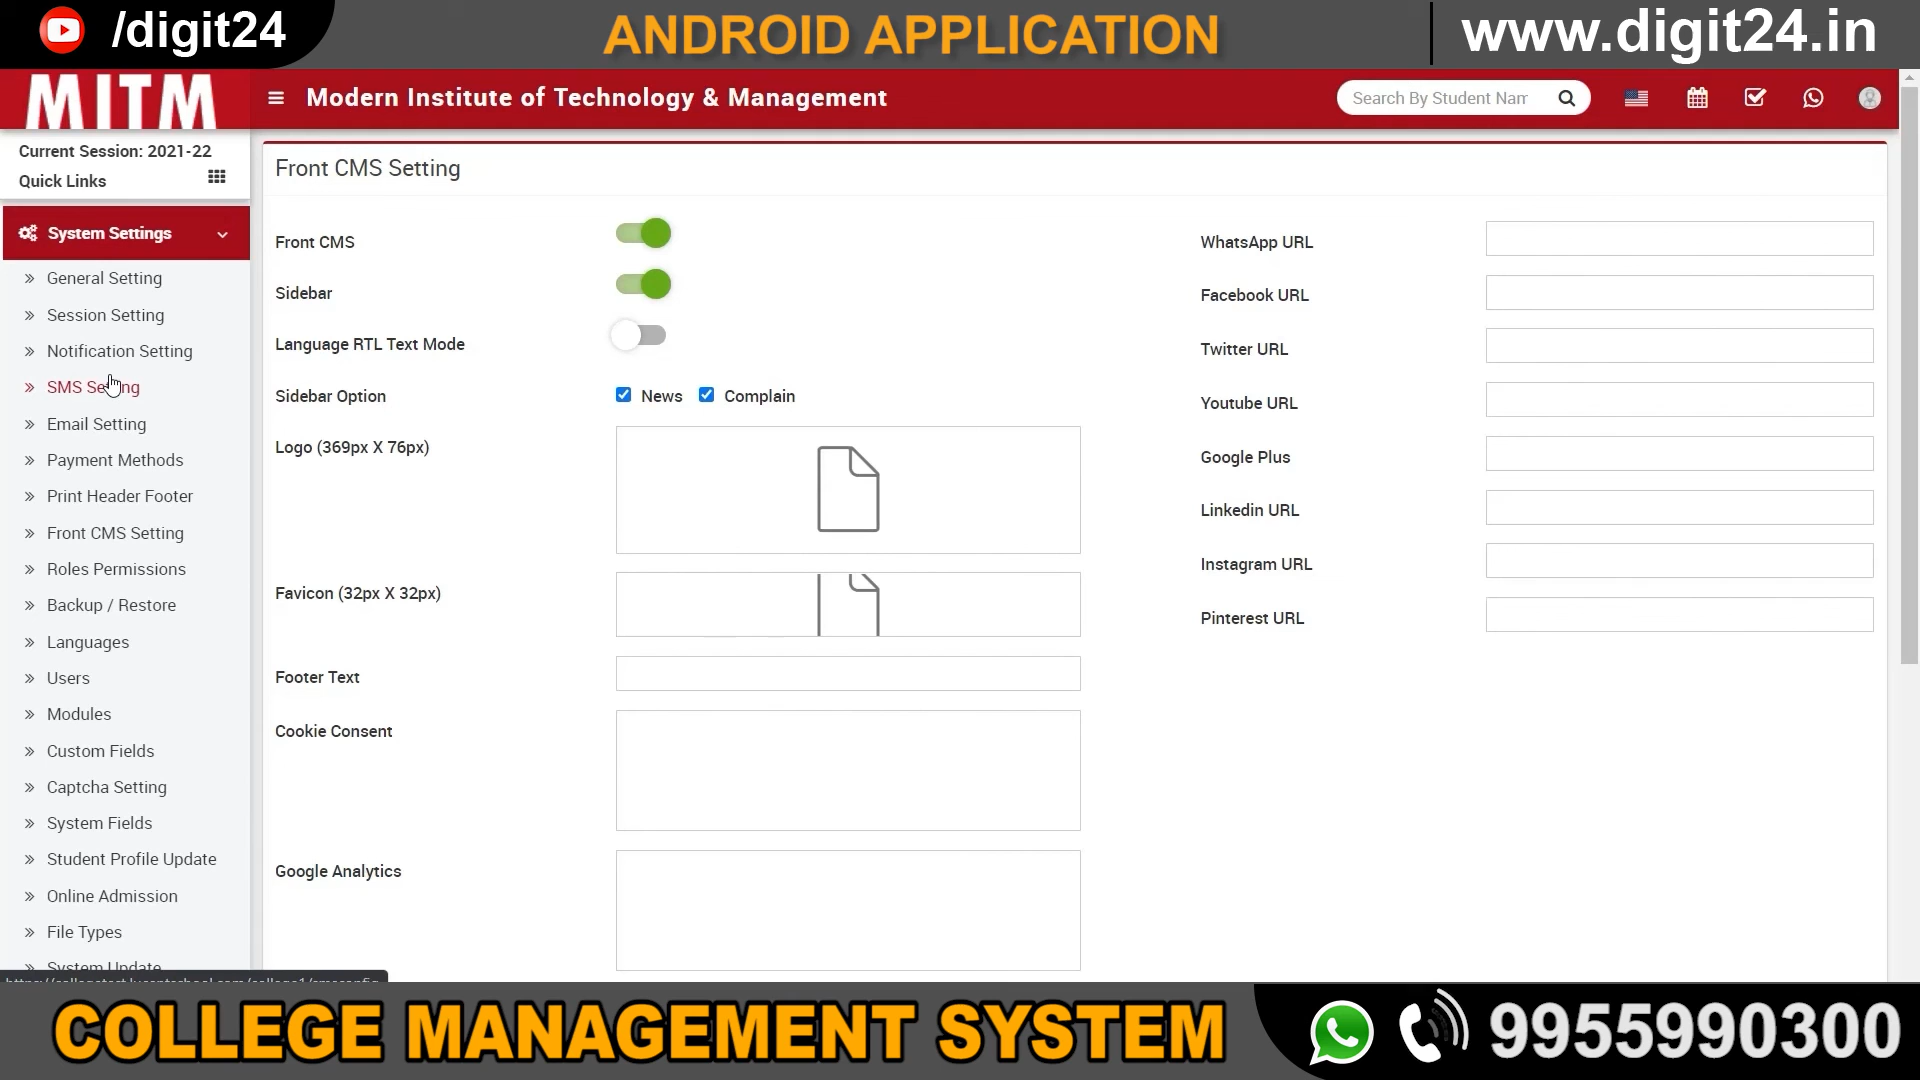 /digit24
ANDROID APPLICATION
www.digit24.in
MITM
Modern Institute of Technology & Management
Search By Student Nam
Current Session: 2021-22
Quick Links
System Settings
General Setting
Session Setting
Notification Setting
SMS Setting
Email Setting
Payment Methods
Print Header Footer
Front CMS Setting
Roles Permissions
Backup / Restore
Languages
Users
Modules
Custom Fields
Captcha Setting
System Fields
Student Profile Update
Online Admission
File Types
System Update
Front CMS Setting
Front CMS
Sidebar
Language RTL Text Mode
Sidebar Option
News
Complain
Logo (369px X 76px)
Favicon (32px X 32px)
Footer Text
Cookie Consent
Google Analytics
WhatsApp URL
Facebook URL
Twitter URL
Youtube URL
Google Plus
Linkedin URL
Instagram URL
Pinterest URL
COLLEGE MANAGEMENT SYSTEM
9955990300